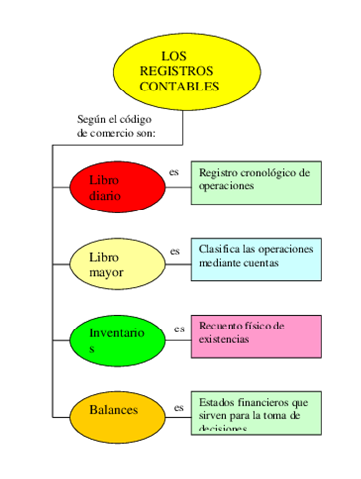 LOS
REGISTROS
CONTABLES
Según el código
de comercio son:
Libro
diario
es
Registro cronológico de
operaciones
Libro
mayor
es
Clasifica las operaciones
mediante cuentas
Inventario
s
es
Recuento físico de
existencias
Balances
es
Estados financieros que
sirven para la toma de
decisiones